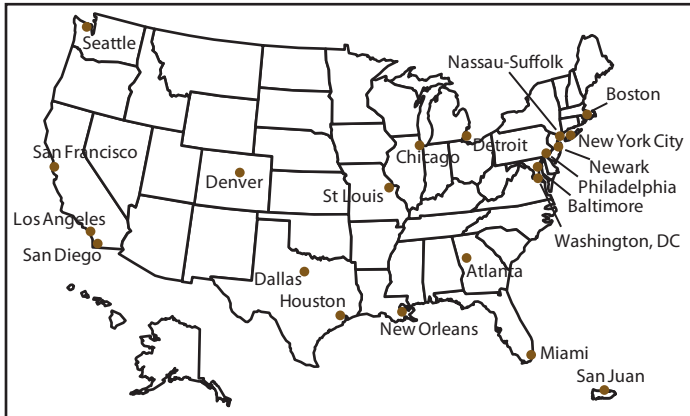 Seattle
Nassau-Suffolk
Boston
San Francisco
Chicago
Detroit
New York City
Newark
Denver
St Louis
Philadelphia
Baltimore
Los Angeles
San Diego
Washington, DC
Dallas
Atlanta
Houston
New Orleans
Miami
San Juan